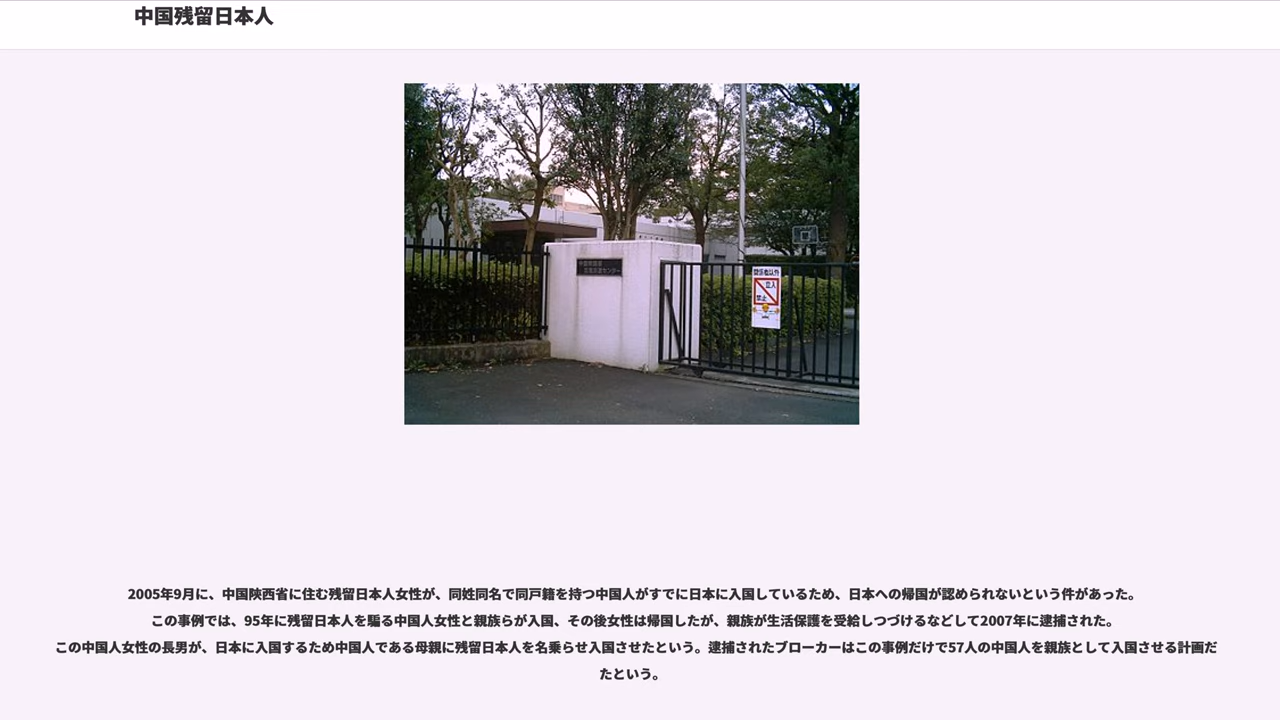 中国残留日本人
関係者以外
立入
禁止
2005年9月に、中国陝西省に住む残留日本人女性が、同姓同名で同戸籍を持つ中国人がすでに日本に入国しているため、日本への帰国が認められないという件があった。
この事例では、95年に残留日本人を騙る中国人女性と親族らが入国、その後女性は帰国したが、親族が生活保護を受給しつづけるなどして2007年に逮捕された。
この中国人女性の長男が、日本に入国するため中国人である母親に残留日本人を名乗らせ入国させたという。逮捕されたブローカーはこの事例だけで57人の中国人を親族として入国させる計画だ
たという。